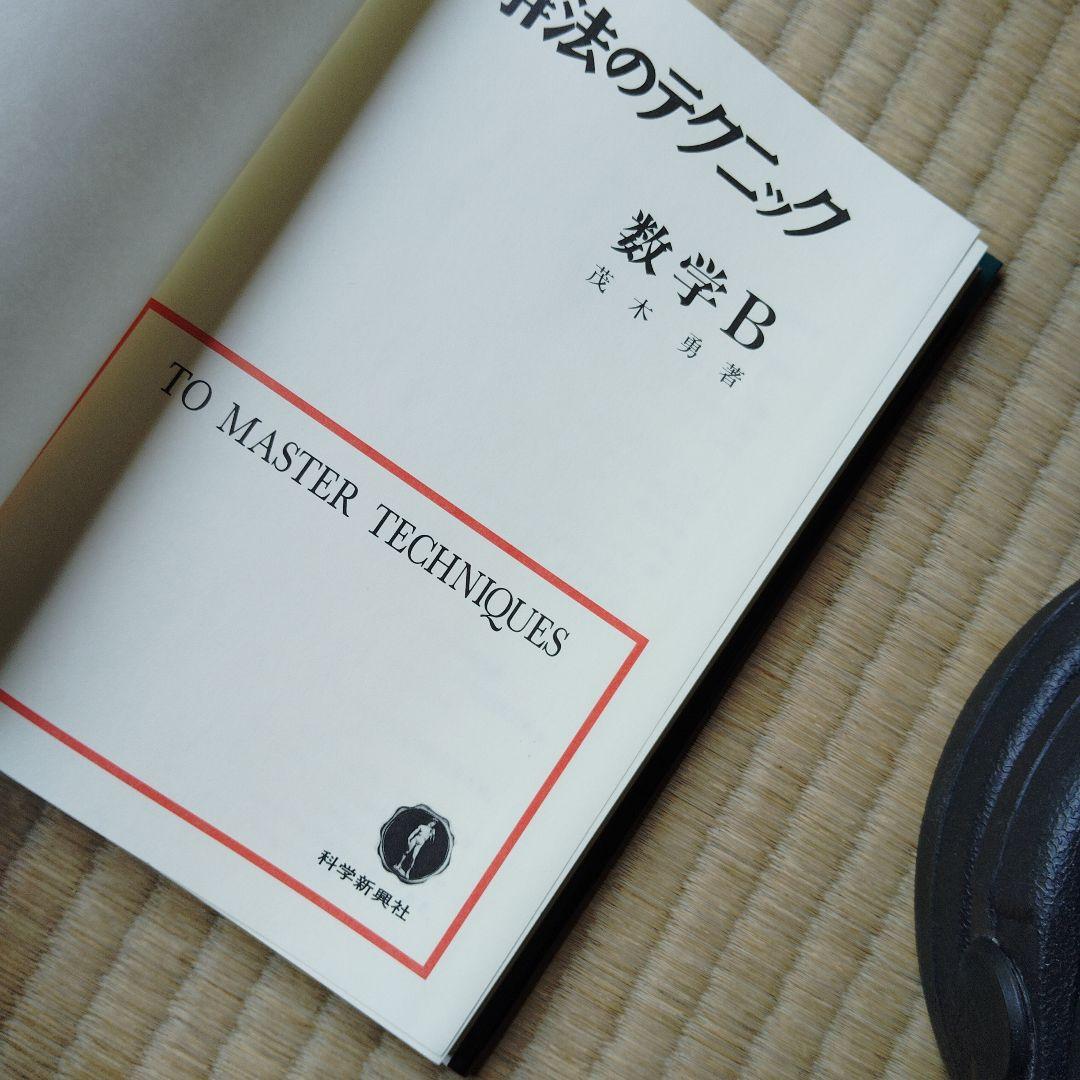 解法のテクニック
数学B
茂木 勇 著
TO MASTER TECHNIQUES
科学新興社